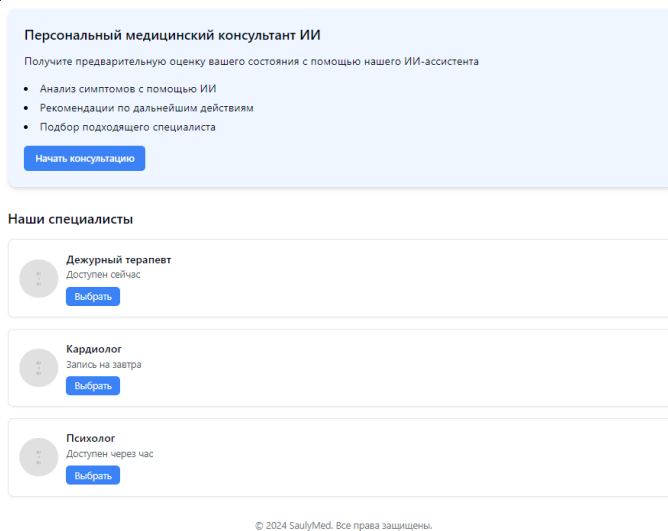 Персональный медицинский консультант ИИ
Получите предварительную оценку вашего состояния с помощью нашего ИИ-ассистента
Анализ симптомов с помощью ИИ
Рекомендации по дальнейшим действиям
Подбор подходящего специалиста
Начать консультацию
Наши специалисты
Дежурный терапевт
Доступен сейчас
Выбрать
Кардиолог
Запись на завтра
Выбрать
Психолог
Доступен через час
Выбрать
© 2024 SaulyMed. Все права защищены.